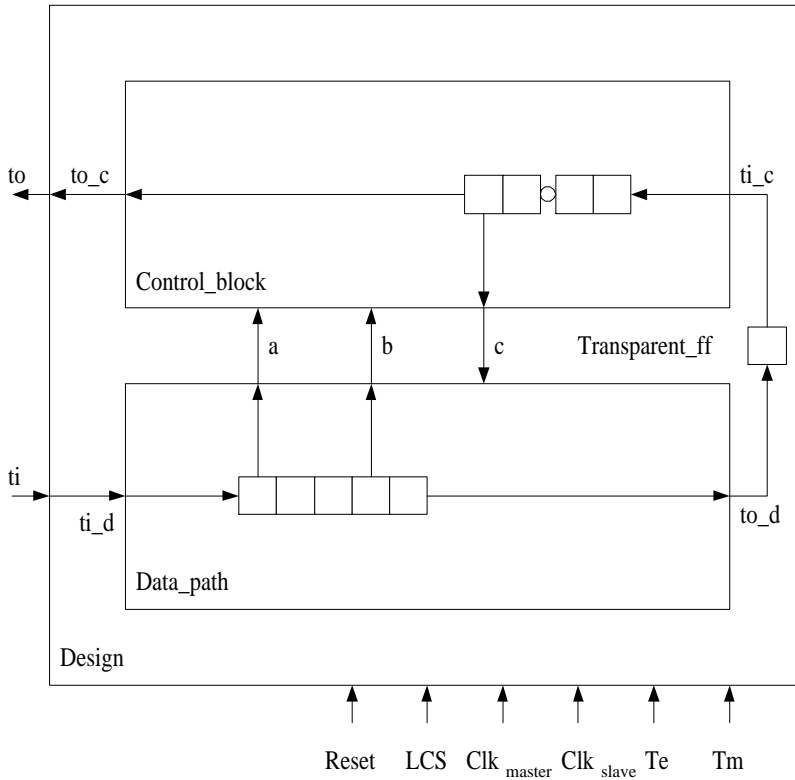 to
to_c
ti_c
Control_block
a
b
c
Transparent_ff
ti
ti_d
to_d
Data_path
Design
Reset LCS Clk master Clk slave Te Tm